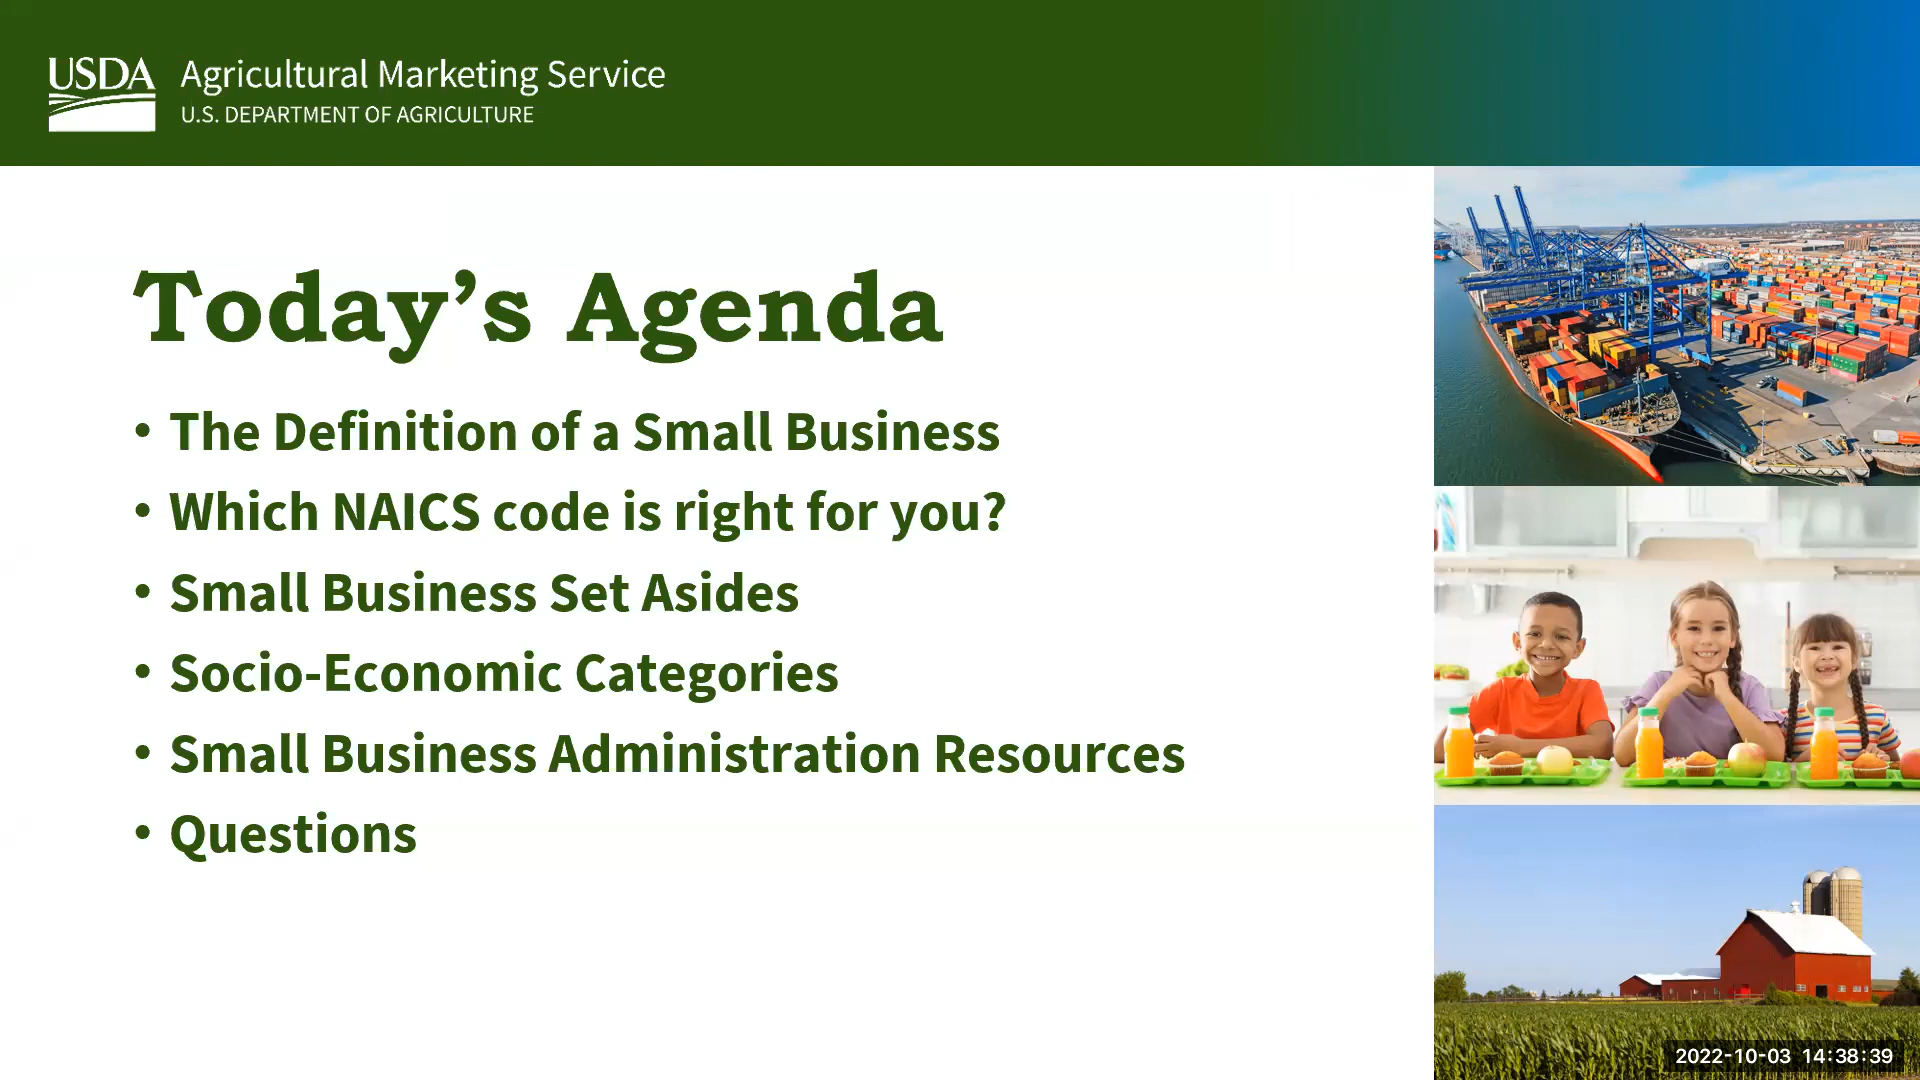 USDA
Agricultural Marketing Service
U.S. DEPARTMENT OF AGRICULTURE
Today’s Agenda
• The Definition of a Small Business
• Which NAICS code is right for you?
• Small Business Set Asides
• Socio-Economic Categories
• Small Business Administration Resources
• Questions
2022-10-03 14:38:39